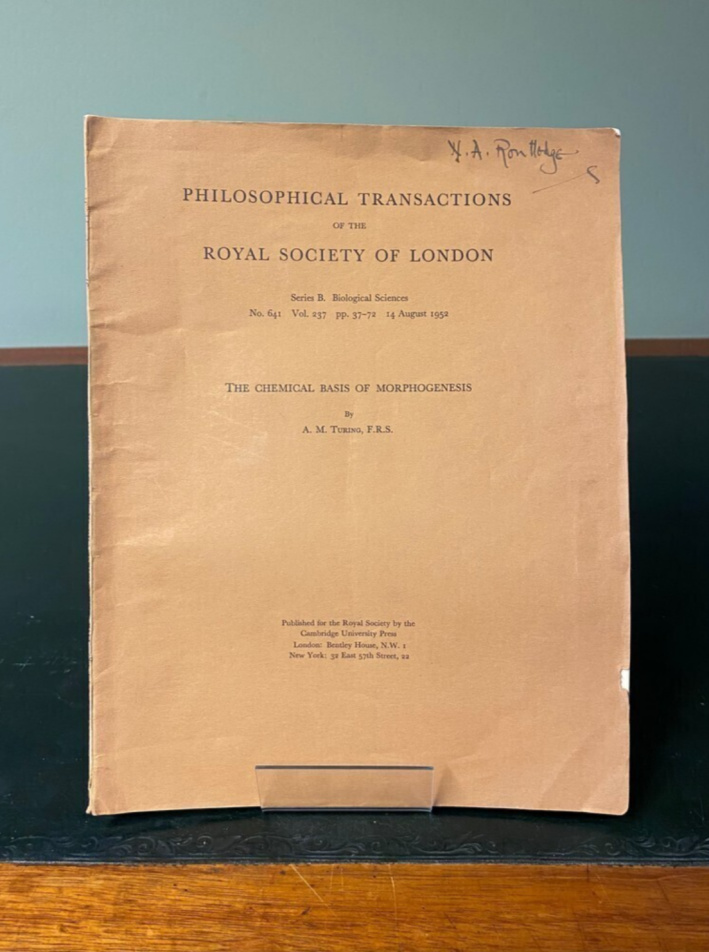 N. A. Routledge
PHILOSOPHICAL TRANSACTIONS
OF THE
ROYAL SOCIETY OF LONDON
Series B. Biological Sciences
No. 641 Vol. 237 pp. 37–72 14 August 1952
THE CHEMICAL BASIS OF MORPHOGENESIS
By
A. M. TURING, F.R.S.
Published for the Royal Society by the
Cambridge University Press
London: Bentley House, N.W. 1
New York: 32 East 57th Street, 22